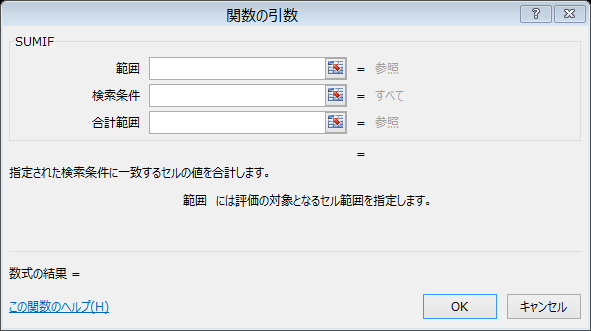 関数の引数
SUMIF
範囲 = 参照
検索条件 = すべて
合計範囲 = 参照
=
指定された検索条件に一致するセルの値を合計します。
範囲 には評価の対象となるセル範囲を指定します。
数式の結果 =
この関数のヘルプ(H) OK キャンセル